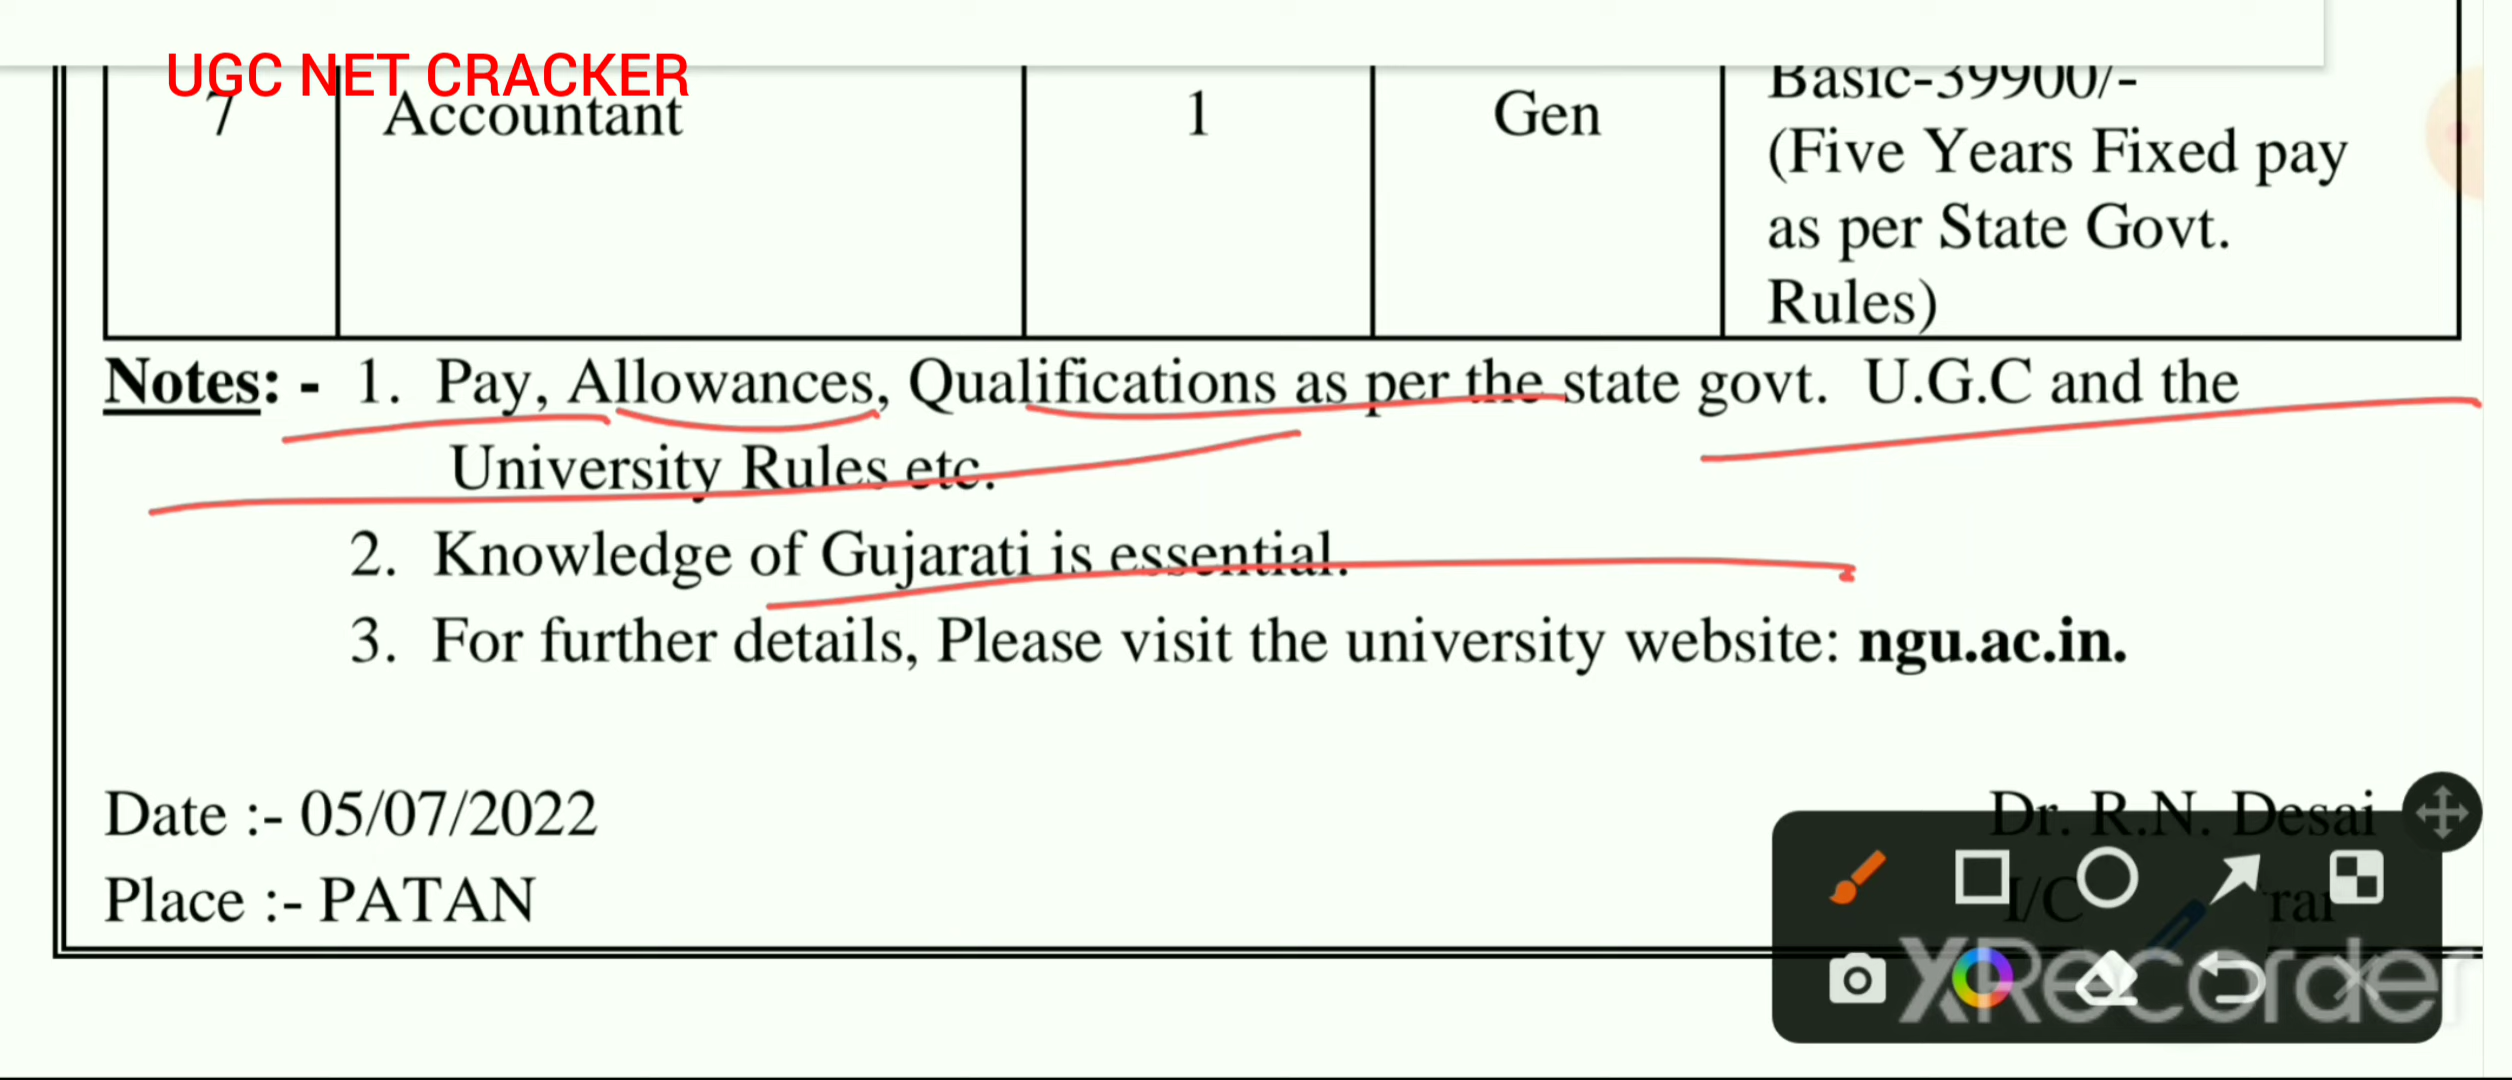 UGC NET CRACKER
7 Accountant 1 Gen Basic-39900/-
(Five Years Fixed pay
as per State Govt.
Rules)
Notes: - 1. Pay, Allowances, Qualifications as per the state govt. U.G.C and the
University Rules etc.
2. Knowledge of Gujarati is essential.
3. For further details, Please visit the university website: ngu.ac.in.
Date :- 05/07/2022 Dr. R.N. Desai
Place :- PATAN I/C
XRecorder